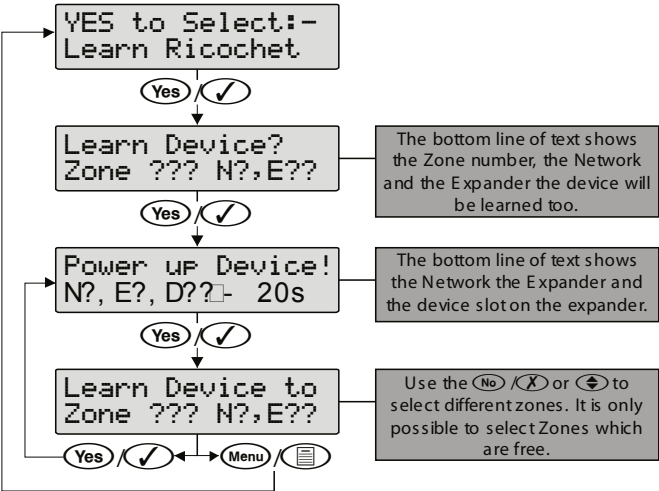 YES to Select:-
Learn Ricochet
Yes /
Learn Device?
Zone ??? N?,E??
The bottom line of text shows
the Zone number, the Network
and the Expander the device will
be learned too.
Yes /
Power up Device!
N?, E?, D??- 20s
The bottom line of text shows
the Network the Expander and
the device slot on the expander.
Yes /
Learn Device to
Zone ??? N?,E??
Use the No / X or to
select different zones. It is only
possible to select Zones which
are free.
Yes / Menu /